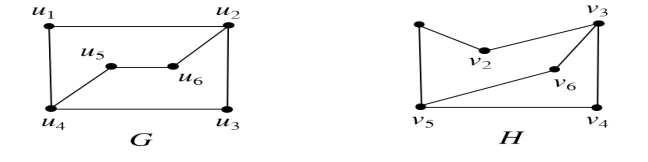 u₁ u₂ v₃
u₅ u₆ v₂ v₆
u₄ u₃ v₅ v₄
G H